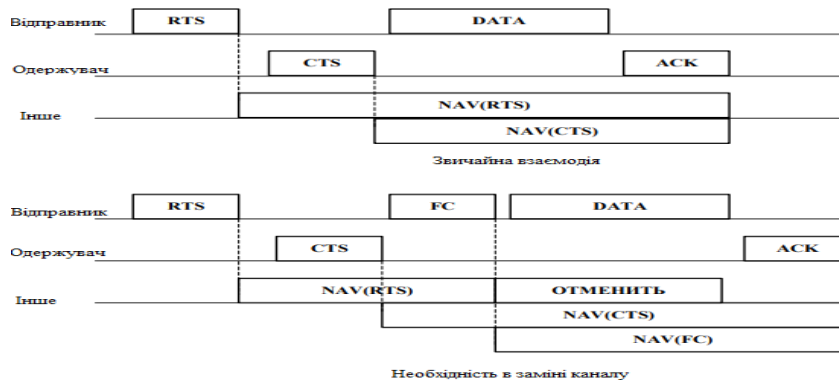 Відправник RTS DATA
Одержувач CTS ACK
Інше NAV(RTS)
NAV(CTS)
Звичайна взаємодія
Відправник RTS FC DATA
Одержувач CTS ACK
Інше NAV(RTS) ОТМЕНИТЬ
NAV(CTS)
NAV(FC)
Необхідність в заміні каналу